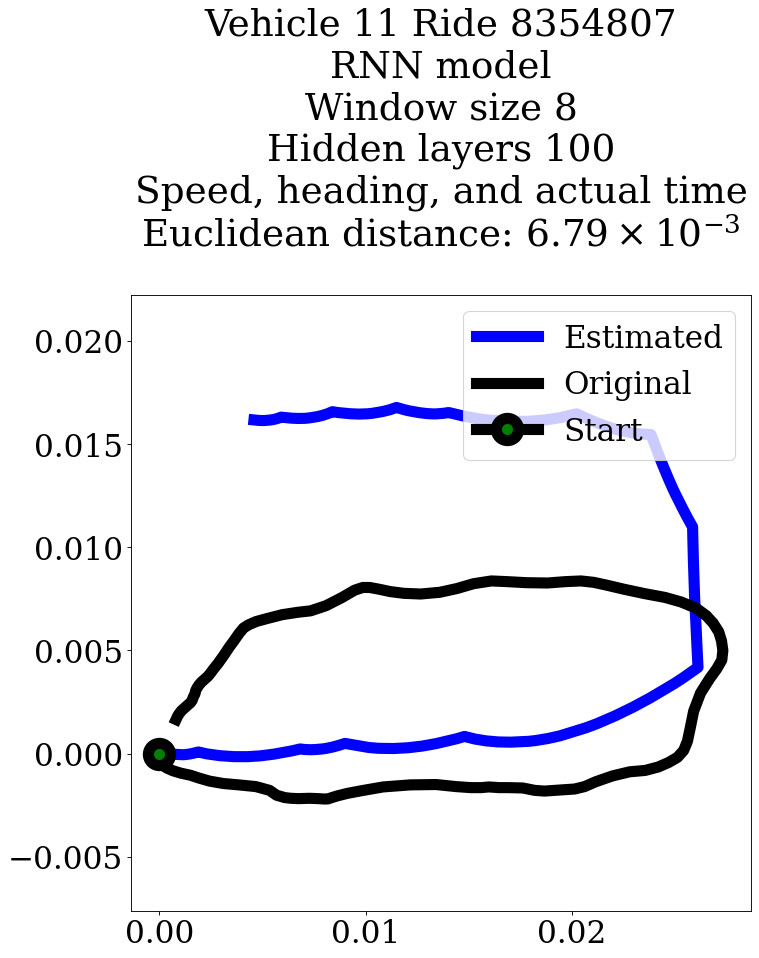 Vehicle 11 Ride 8354807
RNN model
Window size 8
Hidden layers 100
Speed, heading, and actual time
Euclidean distance: 6.79 × 10⁻³
Estimated
Original
Start
0.020
0.015
0.010
0.005
0.000
−0.005
0.00 0.01 0.02